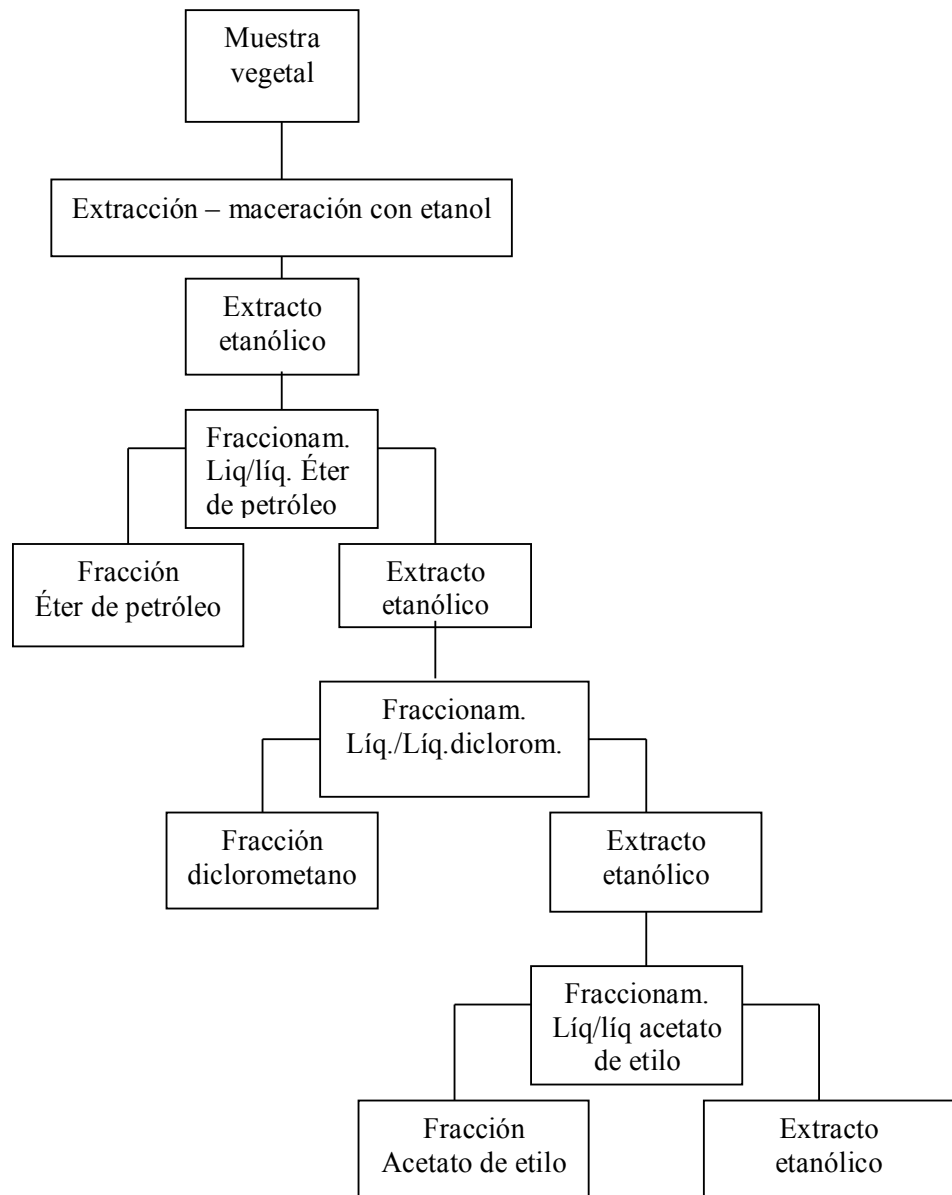 Muestra
vegetal
Extracción – maceración con etanol
Extracto
etanólico
Fraccionam.
Liq/líq. Éter
de petróleo
Fracción
Éter de petróleo
Extracto
etanólico
Fraccionam.
Líq./Líq.diclorom.
Fracción
diclorometano
Extracto
etanólico
Fraccionam.
Líq/líq acetato
de etilo
Fracción
Acetato de etilo
Extracto
etanólico